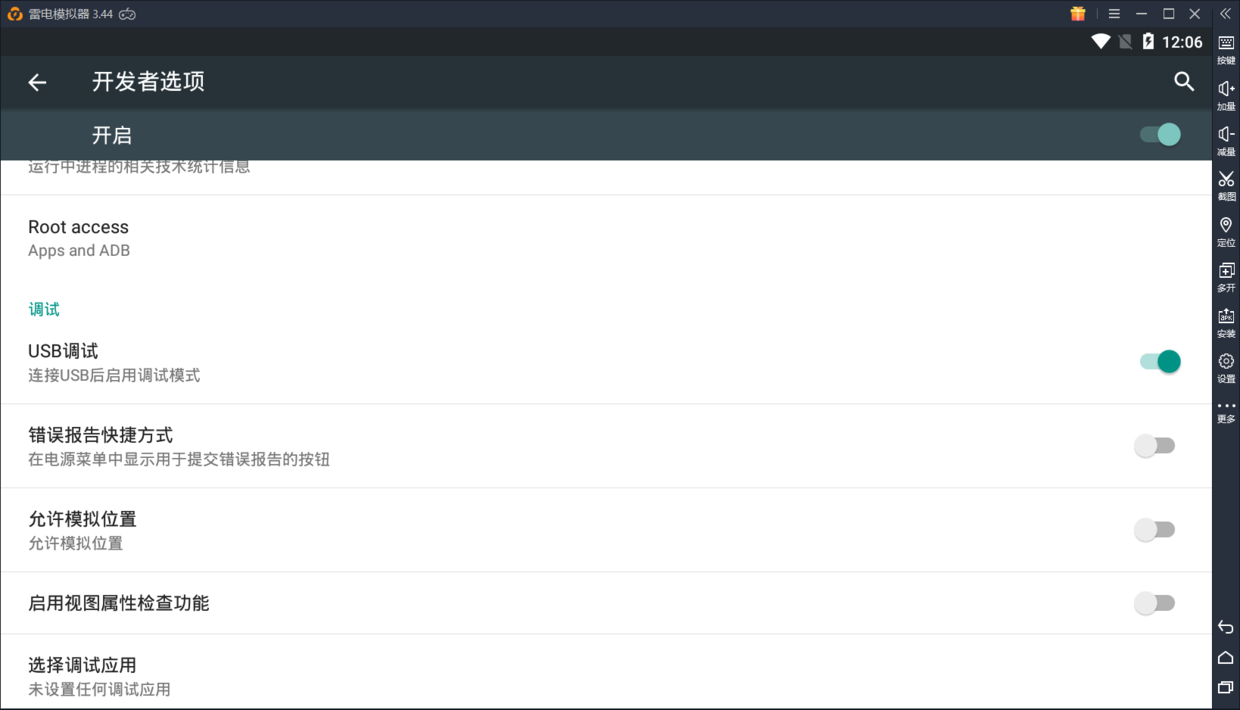 雷电模拟器 3.44
12:06
开发者选项
开启
运行中进程的相关技术统计信息
Root access
Apps and ADB
调试
USB调试
连接USB后启用调试模式
错误报告快捷方式
在电源菜单中显示用于提交错误报告的按钮
允许模拟位置
允许模拟位置
启用视图属性检查功能
选择调试应用
未设置任何调试应用
按键
加量
减量
截图
定位
多开
APK
安装
设置
更多